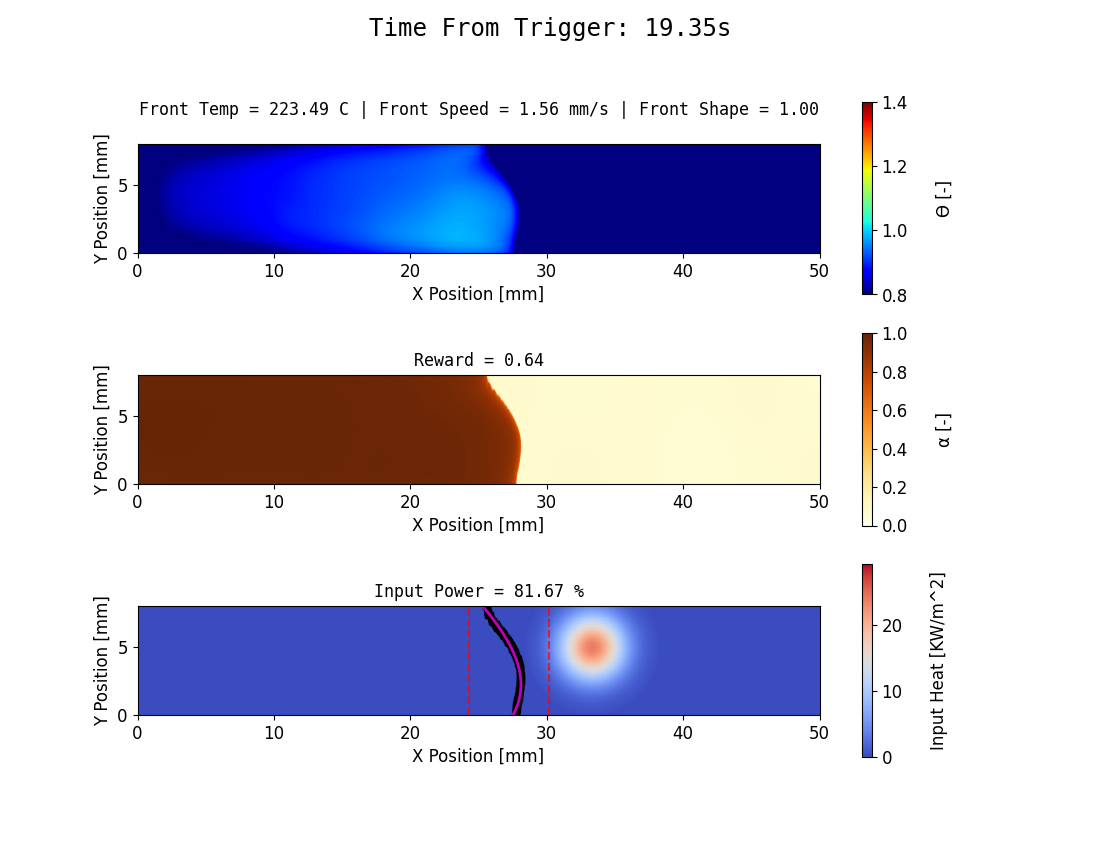 Time From Trigger: 19.35s
Front Temp = 223.49 C | Front Speed = 1.56 mm/s | Front Shape = 1.00
Y Position [mm]
5
0
0 10 20 30 40 50
X Position [mm]
1.4
1.2
1.0
0.8
Θ [-]
Reward = 0.64
Y Position [mm]
5
0
0 10 20 30 40 50
X Position [mm]
1.0
0.8
0.6
0.4
0.2
0.0
α [-]
Input Power = 81.67 %
Y Position [mm]
5
0
0 10 20 30 40 50
X Position [mm]
20
10
0
Input Heat [KW/m^2]